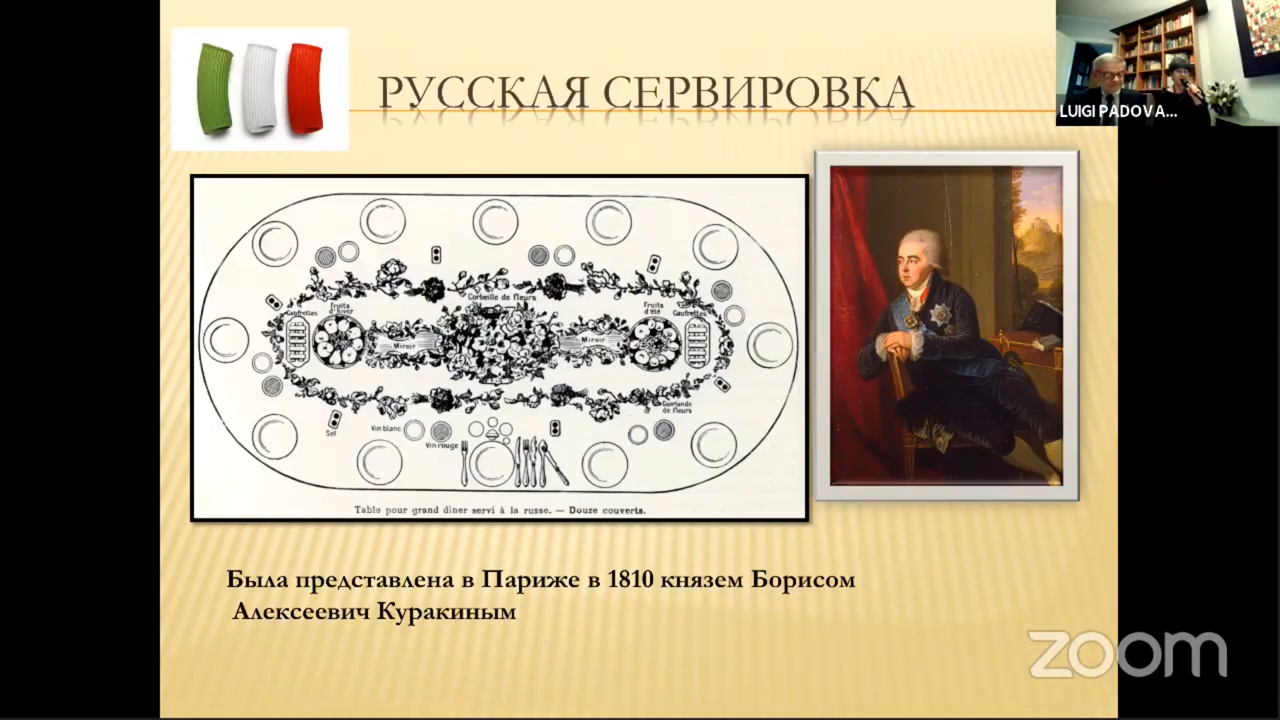 РУССКАЯ СЕРВИРОВКА
LUIGI PADOVA...
Corbeille de fleurs
Gaufrettes
Fruits d'hiver
Fruits d'été
Gaufrettes
Miroir
Miroir
Guirlande de fleurs
Sel
Vin blanc
Vin rouge
Table pour grand dîner servi à la russe. — Douze couverts.
Была представлена в Париже в 1810 князем Борисом
Алексеевич Куракиным
zoom